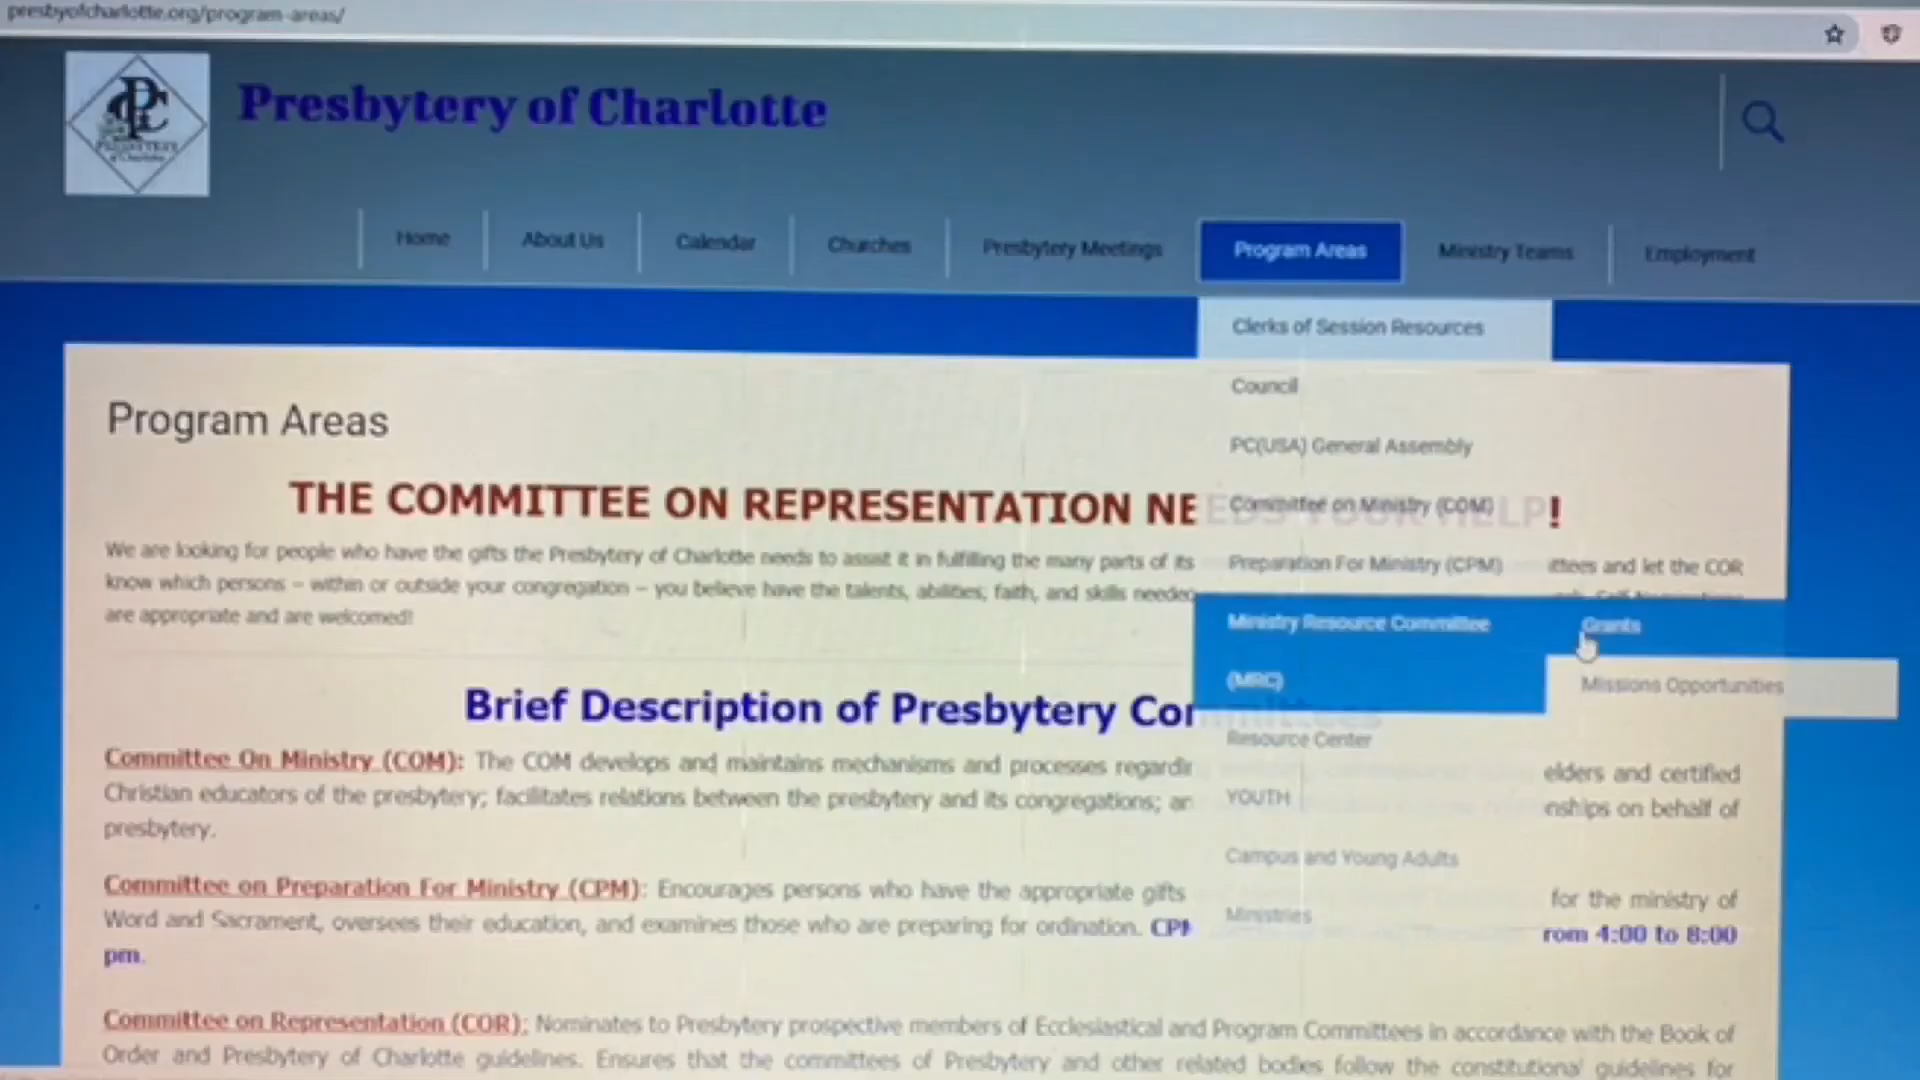 presbyofcharlotte.org/program-areas/
PRESBYTERY
of Charlotte
Presbytery of Charlotte
Home About Us Calendar Churches Presbytery Meetings Program Areas Ministry Teams Employment
Clerks of Session Resources
Council
PC(USA) General Assembly
Committee on Ministry (COM)
Preparation For Ministry (CPM)
Ministry Resource Committee
(MRC)
Grants
Missions Opportunities
Resource Center
YOUTH
Campus and Young Adults
Ministries
Program Areas
THE COMMITTEE ON REPRESENTATION NEEDS YOUR HELP!
We are looking for people who have the gifts the Presbytery of Charlotte needs to assist it in fulfilling the many parts of its ittees and let the COR
know which persons – within or outside your congregation – you believe have the talents, abilities, faith, and skills needed
are appropriate and are welcomed!
Brief Description of Presbytery Committees
Committee On Ministry (COM): The COM develops and maintains mechanisms and processes regardin elders and certified
Christian educators of the presbytery; facilitates relations between the presbytery and its congregations; an nships on behalf of
presbytery.
Committee on Preparation For Ministry (CPM): Encourages persons who have the appropriate gifts for the ministry of
Word and Sacrament, oversees their education, and examines those who are preparing for ordination. CPM rom 4:00 to 8:00
pm.
Committee on Representation (COR): Nominates to Presbytery prospective members of Ecclesiastical and Program Committees in accordance with the Book of
Order and Presbytery of Charlotte guidelines. Ensures that the committees of Presbytery and other related bodies follow the constitutional guidelines for